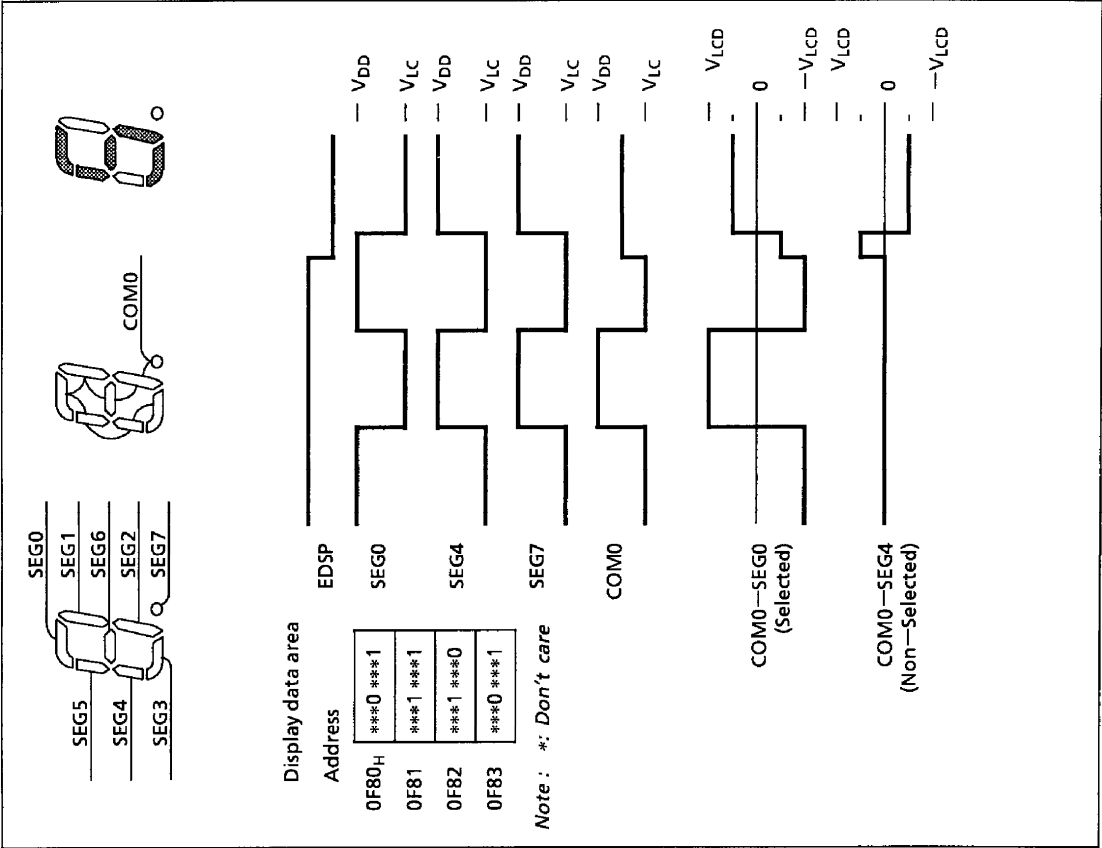 SEG0
SEG1
SEG6
SEG2
SEG7
SEG5
SEG4
SEG3
COM0
Display data area
Address
0F80H ***0 ***1
0F81 ***1 ***1
0F82 ***1 ***0
0F83 ***0 ***1
Note : *: Don't care
EDSP
SEG0
VDD
VLC
SEG4
VDD
VLC
SEG7
VDD
VLC
COM0
VDD
VLC
COM0—SEG0
(Selected)
VLCD
0
—VLCD
COM0—SEG4
(Non—Selected)
VLCD
0
—VLCD